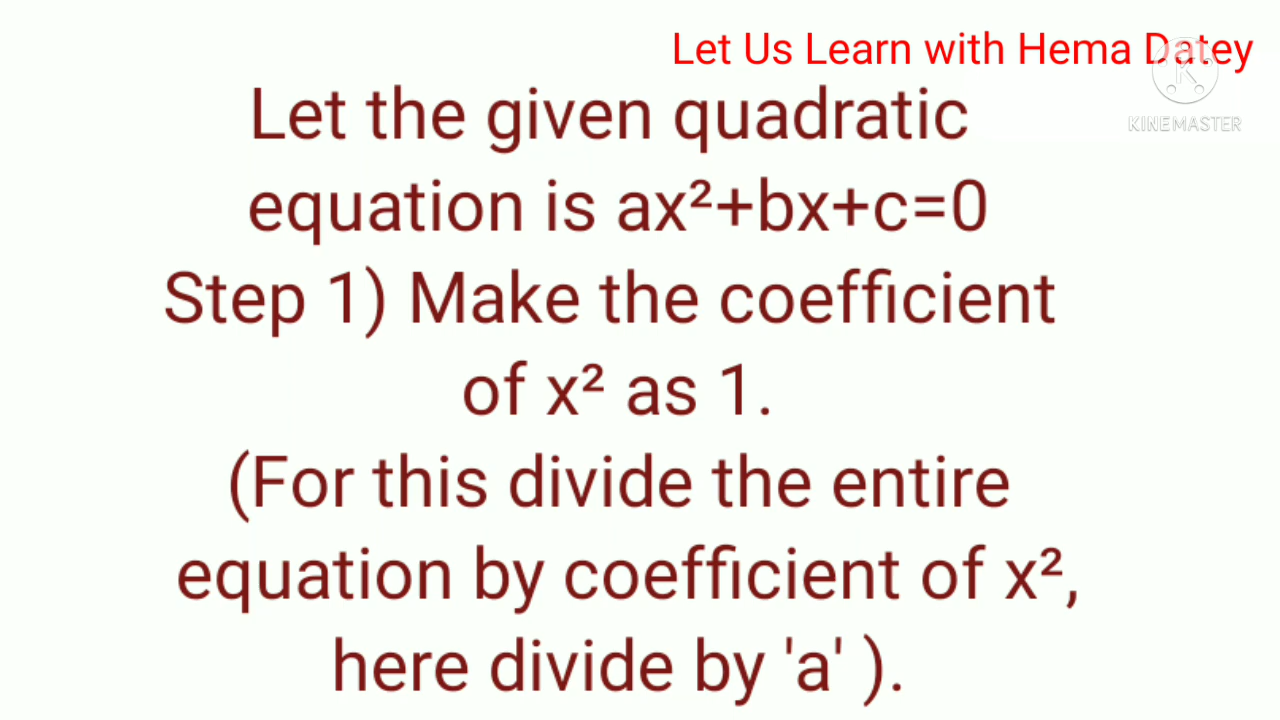 Let Us Learn with Hema Datey
KINEMASTER
Let the given quadratic
equation is ax²+bx+c=0
Step 1) Make the coefficient
of x² as 1.
(For this divide the entire
equation by coefficient of x²,
here divide by 'a' ).